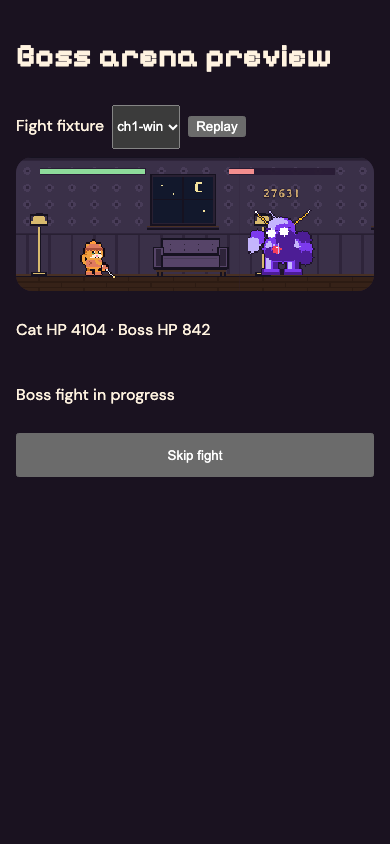 Boss arena preview
Fight fixture ch1-win Replay
2763!
Cat HP 4104 · Boss HP 842
Boss fight in progress
Skip fight